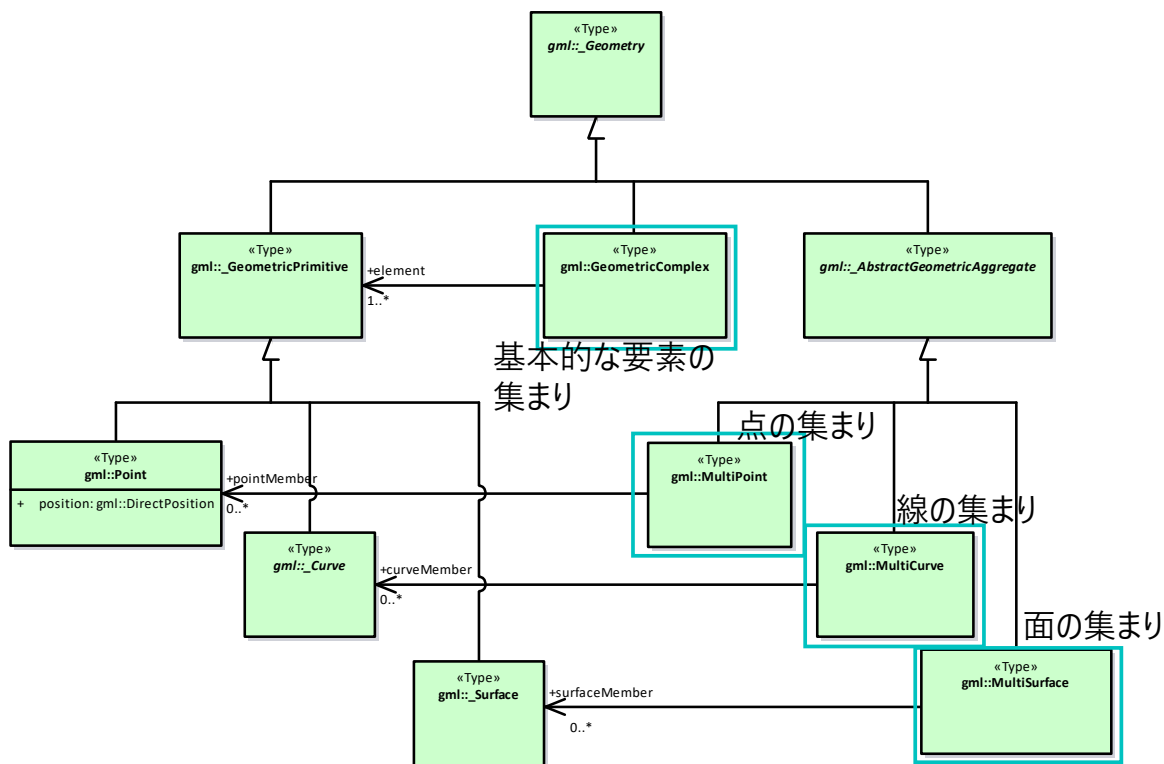 «Type»
gml::_Geometry
«Type»
gml::_GeometricPrimitive
+element
1..*
«Type»
gml::GeometricComplex
«Type»
gml::_AbstractGeometricAggregate
基本的な要素の
集まり
点の集まり
«Type»
gml::Point
+ position: gml::DirectPosition
+pointMember
0..*
«Type»
gml::MultiPoint
線の集まり
«Type»
gml::_Curve
+curveMember
0..*
«Type»
gml::MultiCurve
面の集まり
«Type»
gml::_Surface
+surfaceMember
0..*
«Type»
gml::MultiSurface